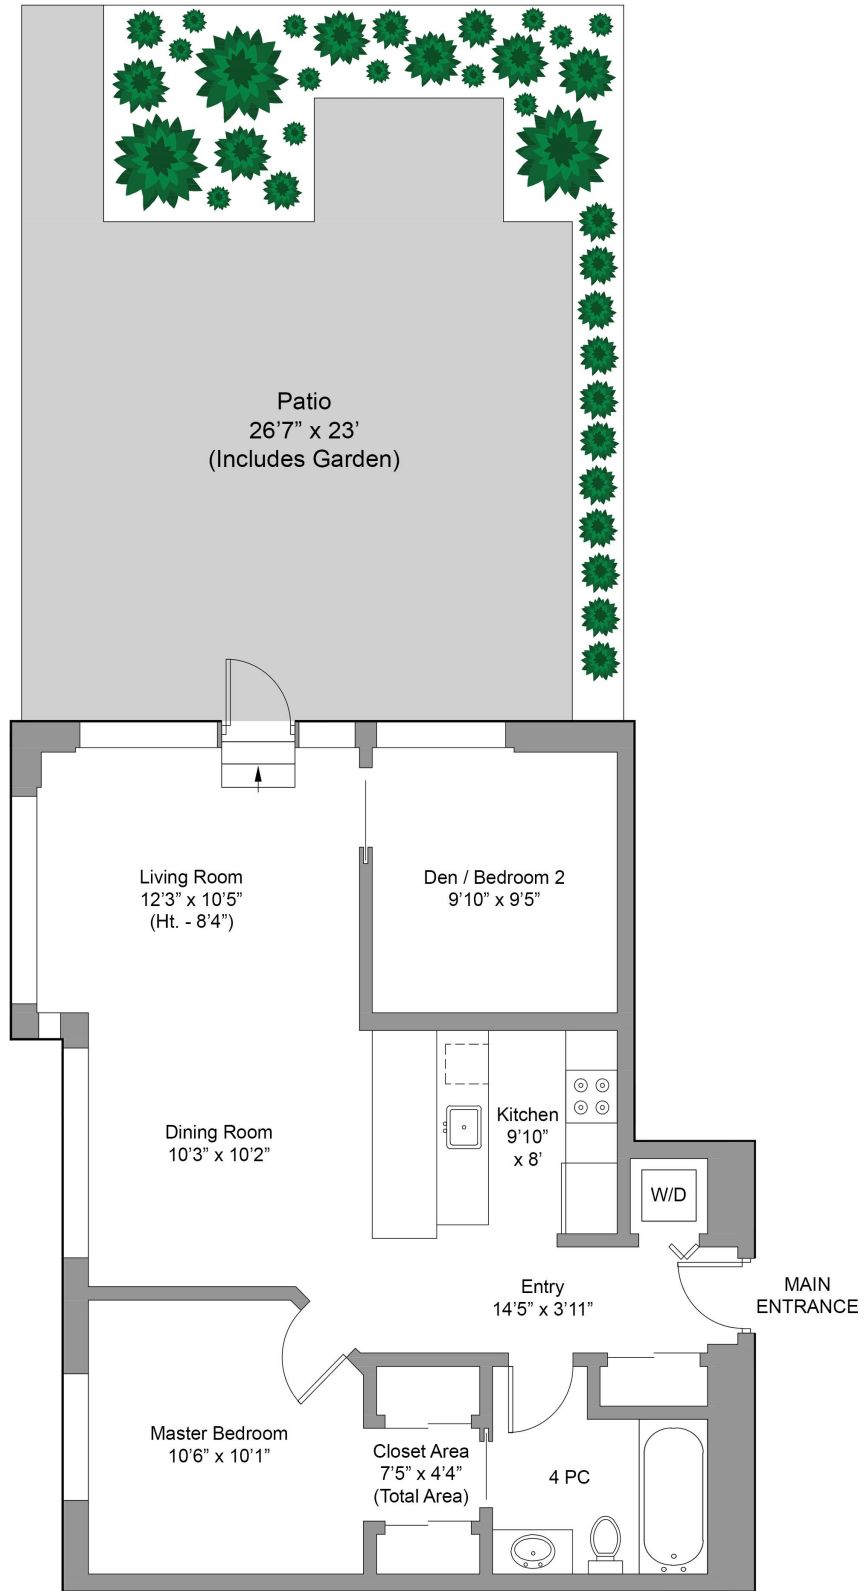 Patio
26’7” x 23’
(Includes Garden)
Living Room
12’3” x 10’5”
(Ht. - 8’4”)
Den / Bedroom 2
9’10” x 9’5”
Dining Room
10’3” x 10’2”
Kitchen
9’10”
x 8’
W/D
Entry
14’5” x 3’11”
MAIN
ENTRANCE
Master Bedroom
10’6” x 10’1”
Closet Area
7’5” x 4’4”
(Total Area)
4 PC